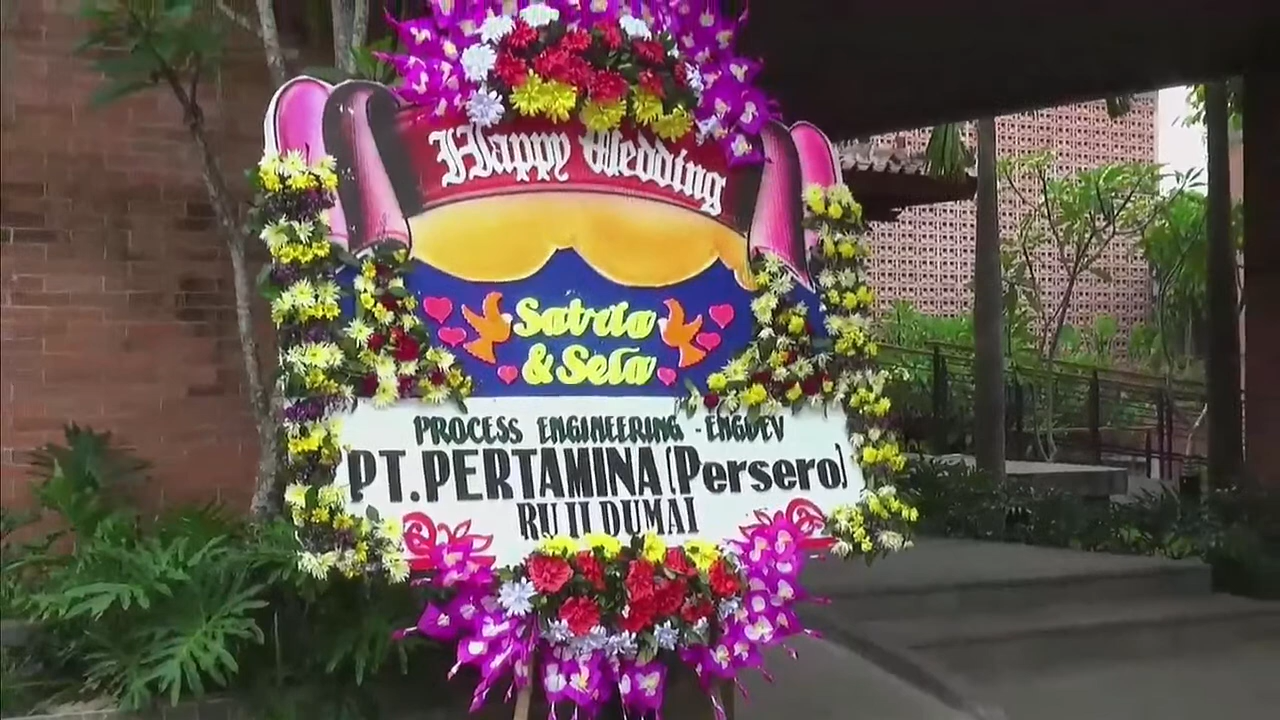 Happy Wedding
Satria
& Sela
PROCESS ENGINEERING - ENGDEV
PT. PERTAMINA (Persero)
RU II DUMAI